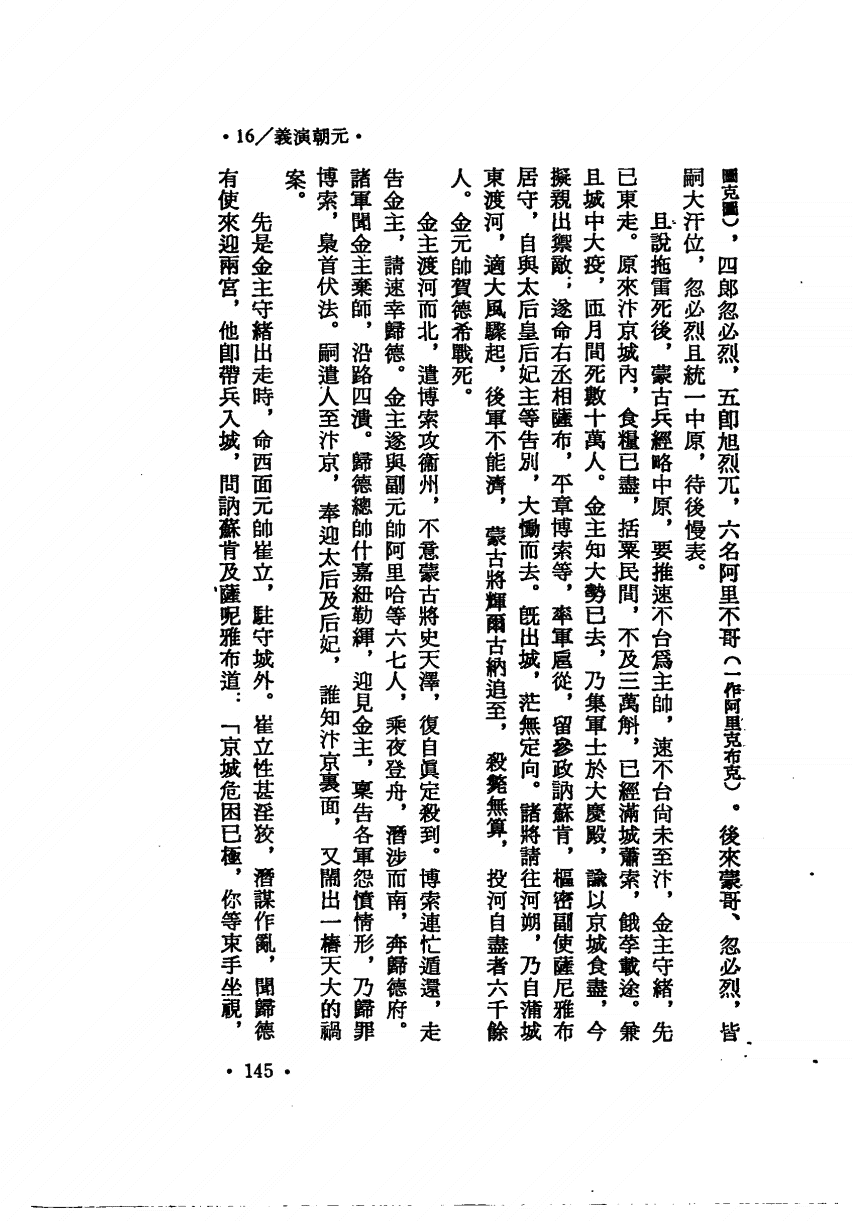 •16／義演朝元•
圖克圖），四郎忽必烈，五卽旭烈兀，六名阿里不哥（一作阿里克布克）。後來蒙哥、忽必烈，皆
嗣大汗位，忽必烈且統一中原，待後慢表。
且說拖雷死後，蒙古兵經略中原，要推速不台爲主帥，速不台尙未至汴，金主守緖，先
已東走。原來汴京城內，食糧已盡，括粟民間，不及三萬斛，已經滿城蕭索，餓莩載途。兼
且城中大疫，匝月間死數十萬人。金主知大勢已去，乃集軍士於大慶殿，諭以京城食盡，今
擬親出禦敵；遂命右丞相薩布，平章博索等，率軍扈從，留參政訥蘇肯，樞密副使薩尼雅布
居守，自與太后皇后妃主等告別，大慟而去。旣出城，茫無定向。諸將請往河朔，乃自蒲城
東渡河，適大風驟起，後軍不能濟，蒙古將輝爾古納追至，殺斃無算，投河自盡者六千餘
人。金元帥賀德希戰死。
金主渡河而北，遣博索攻衞州，不意蒙古將史天澤，復自眞定殺到。博索連忙遁還，走
告金主，請速幸歸德。金主遂與副元帥阿里哈等六七人，乘夜登舟，潛涉而南，奔歸德府。
諸軍聞金主棄師，沿路四潰。歸德總帥什嘉紐勒緷，迎見金主，稟告各軍怨憤情形，乃歸罪
博索，梟首伏法。嗣遣人至汴京，奉迎太后及后妃，誰知汴京裏面，又鬧出一樁天大的禍
案。
先是金主守緖出走時，命西面元帥崔立，駐守城外。崔立性甚淫狡，潛謀作亂，聞歸德
有使來迎兩宮，他卽帶兵入城，問訥蘇肯及薩呢雅布道：「京城危困已極，你等束手坐視，
•145•